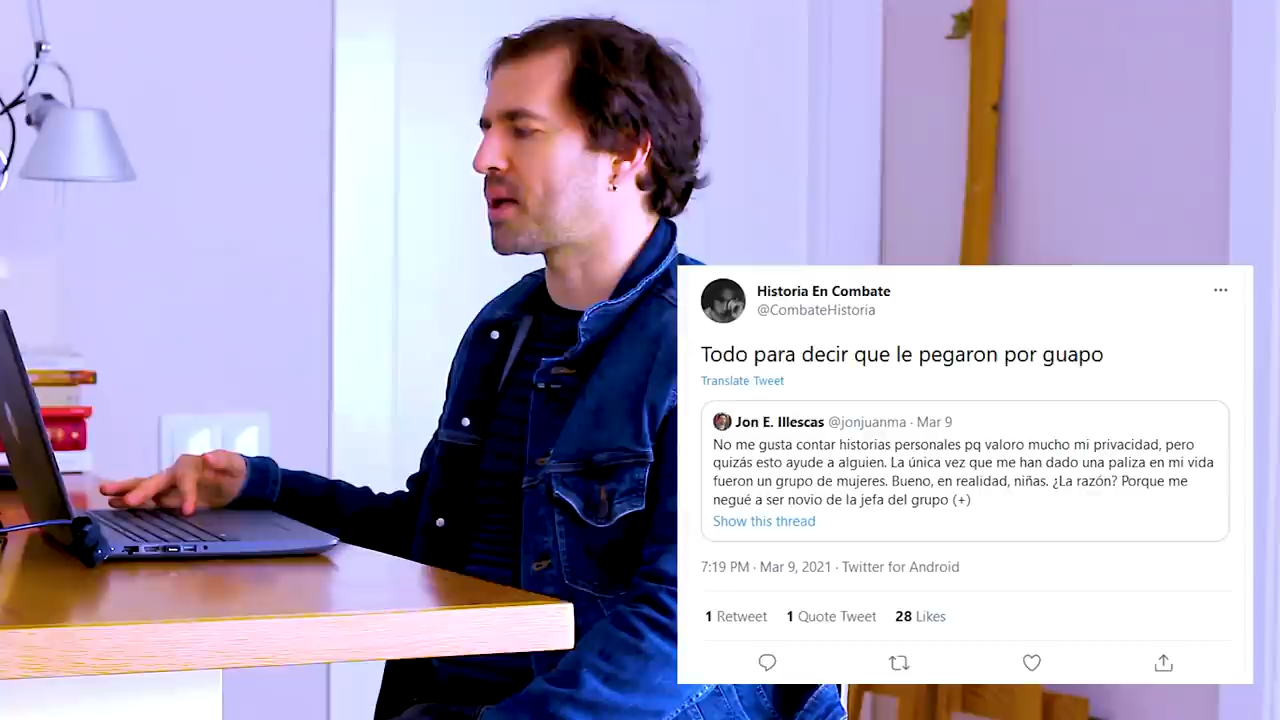 Historia En Combate
@CombateHistoria
Todo para decir que le pegaron por guapo
Translate Tweet
Jon E. Illescas @jonjuanma · Mar 9
No me gusta contar historias personales pq valoro mucho mi privacidad, pero
quizás esto ayude a alguien. La única vez que me han dado una paliza en mi vida
fueron un grupo de mujeres. Bueno, en realidad, niñas. ¿La razón? Porque me
negué a ser novio de la jefa del grupo (+)
Show this thread
7:19 PM · Mar 9, 2021 · Twitter for Android
1 Retweet 1 Quote Tweet 28 Likes